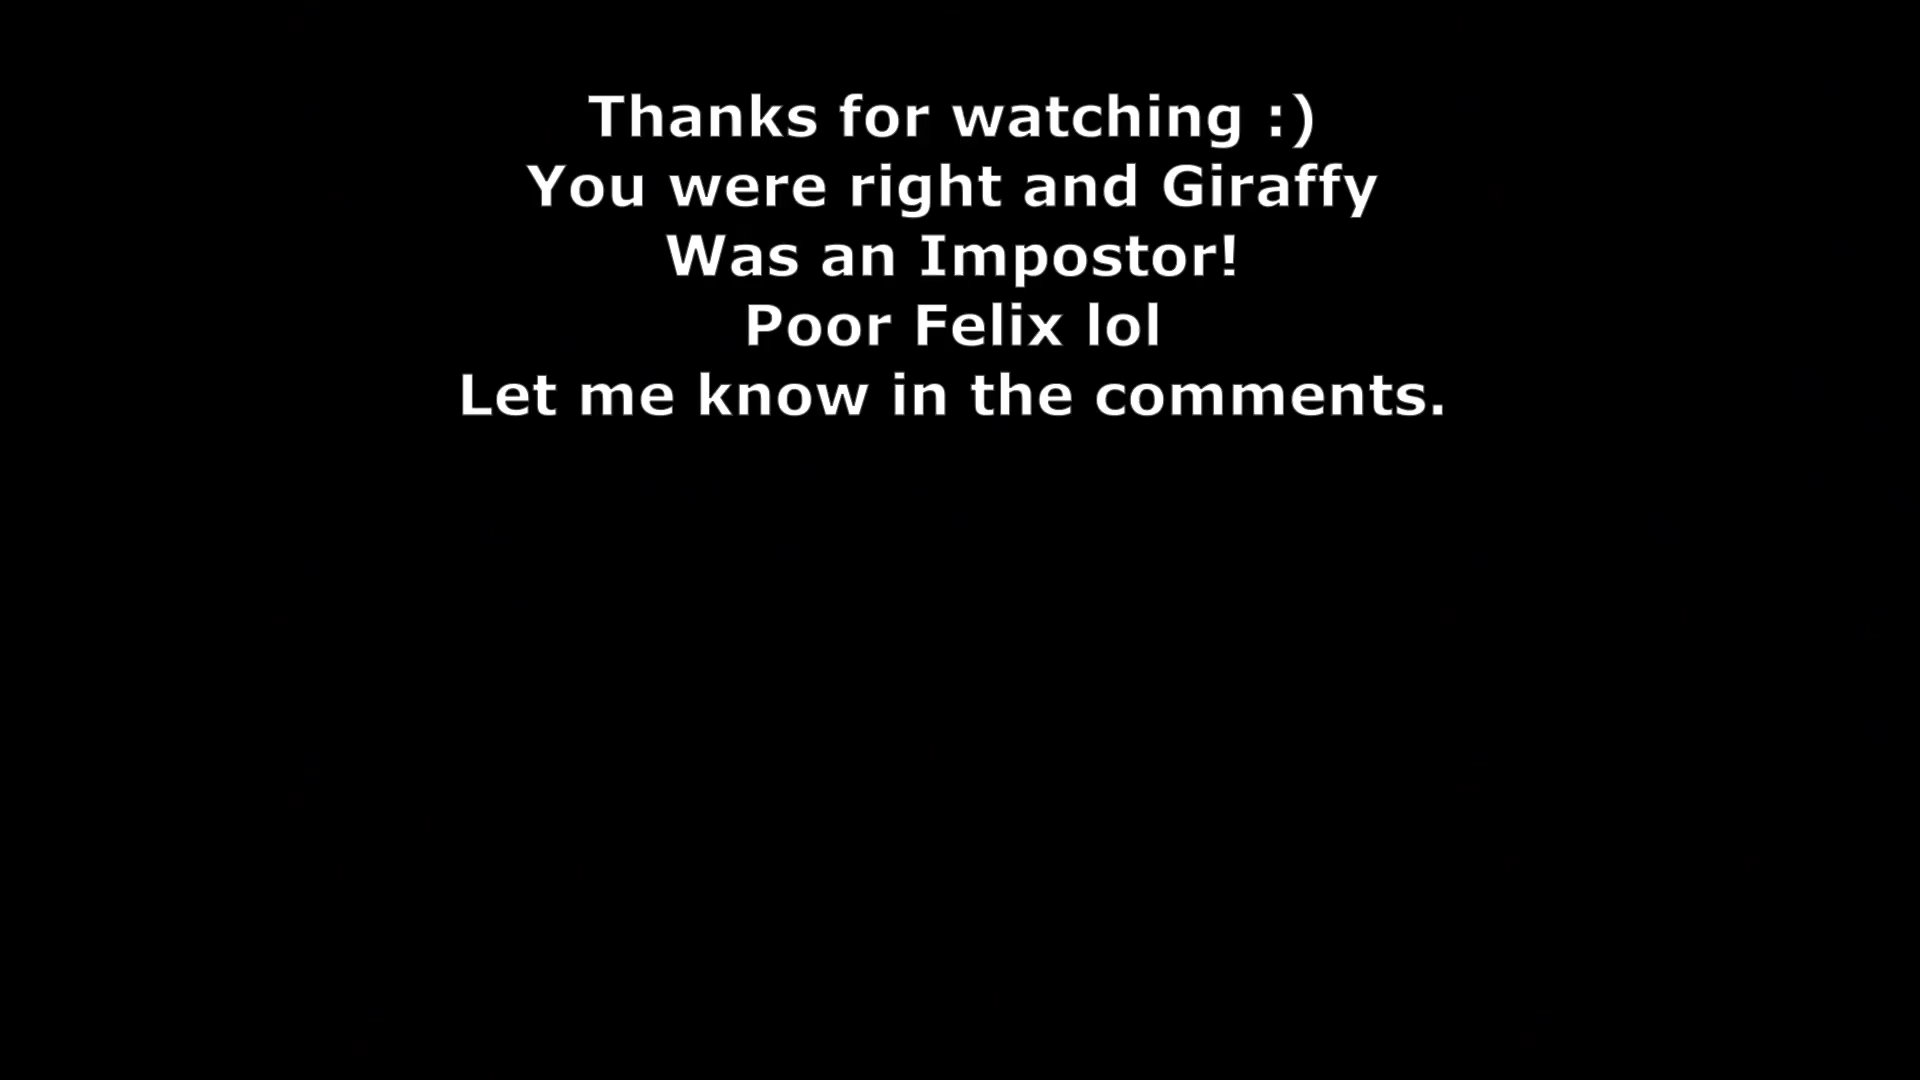 Thanks for watching :)
You were right and Giraffy
Was an Impostor!
Poor Felix lol
Let me know in the comments.